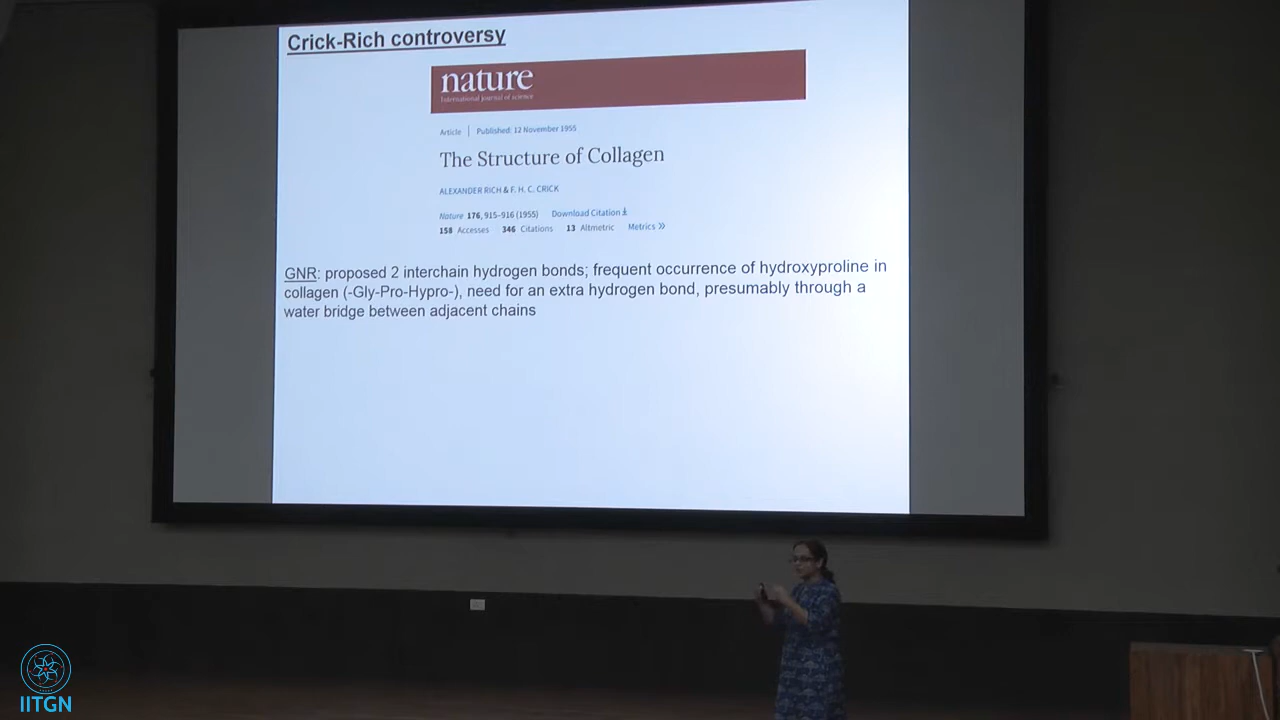 Crick-Rich controversy
nature
International journal of science
Article | Published: 12 November 1955
The Structure of Collagen
ALEXANDER RICH & F. H. C. CRICK
Nature 176, 915–916 (1955) Download Citation
158 Accesses 346 Citations 13 Altmetric Metrics »
GNR: proposed 2 interchain hydrogen bonds; frequent occurrence of hydroxyproline in
collagen (-Gly-Pro-Hypro-), need for an extra hydrogen bond, presumably through a
water bridge between adjacent chains
IITGN